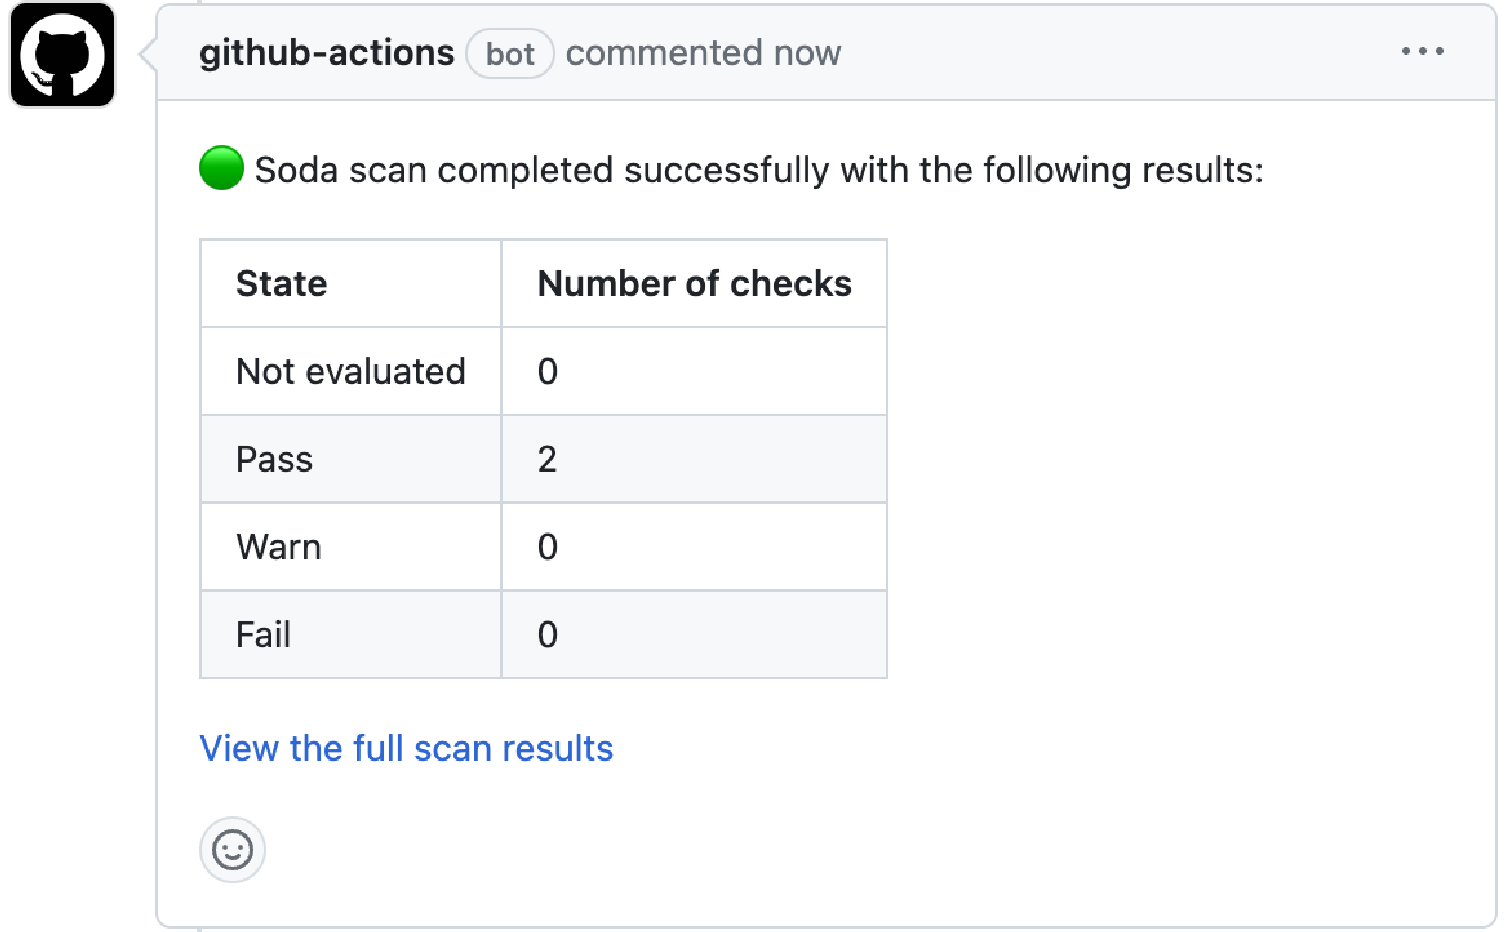 github-actions bot commented now
Soda scan completed successfully with the following results:
State Number of checks
Not evaluated 0
Pass 2
Warn 0
Fail 0
View the full scan results